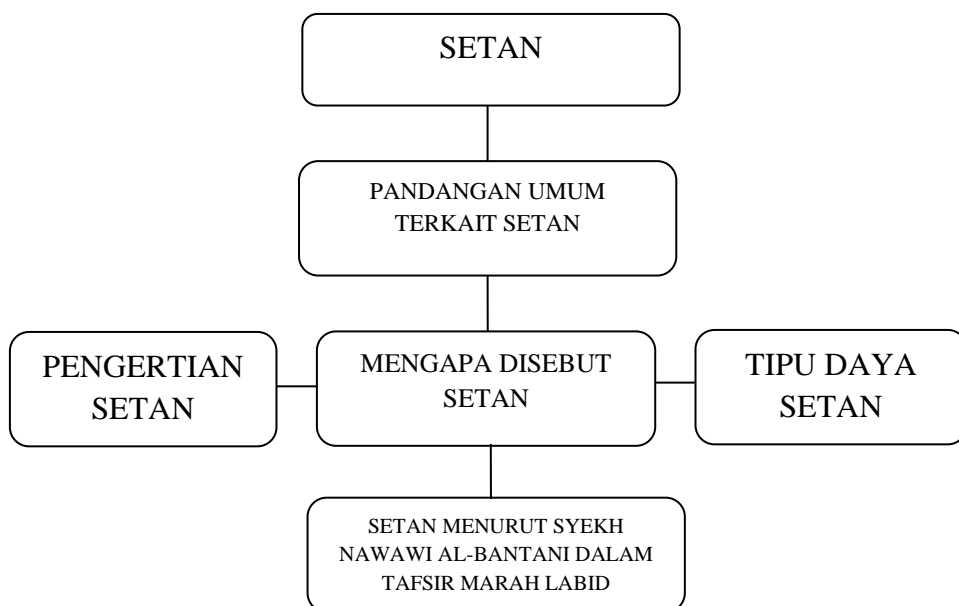 SETAN
PANDANGAN UMUM
TERKAIT SETAN
PENGERTIAN
SETAN
MENGAPA DISEBUT
SETAN
TIPU DAYA
SETAN
SETAN MENURUT SYEKH
NAWAWI AL-BANTANI DALAM
TAFSIR MARAH LABID